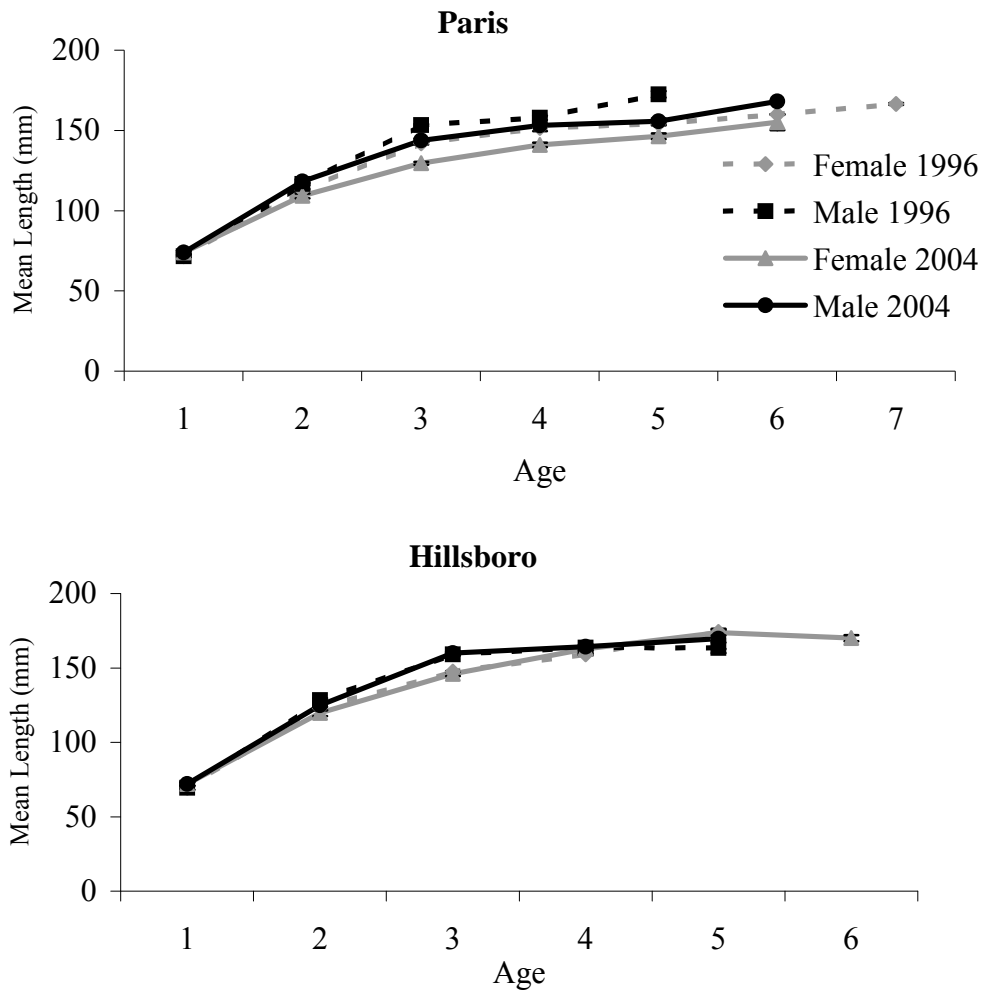 Paris
200
150
100
50
0
Mean Length (mm)
Female 1996
Male 1996
Female 2004
Male 2004
1 2 3 4 5 6 7
Age
Hillsboro
200
150
100
50
0
Mean Length (mm)
1 2 3 4 5 6
Age